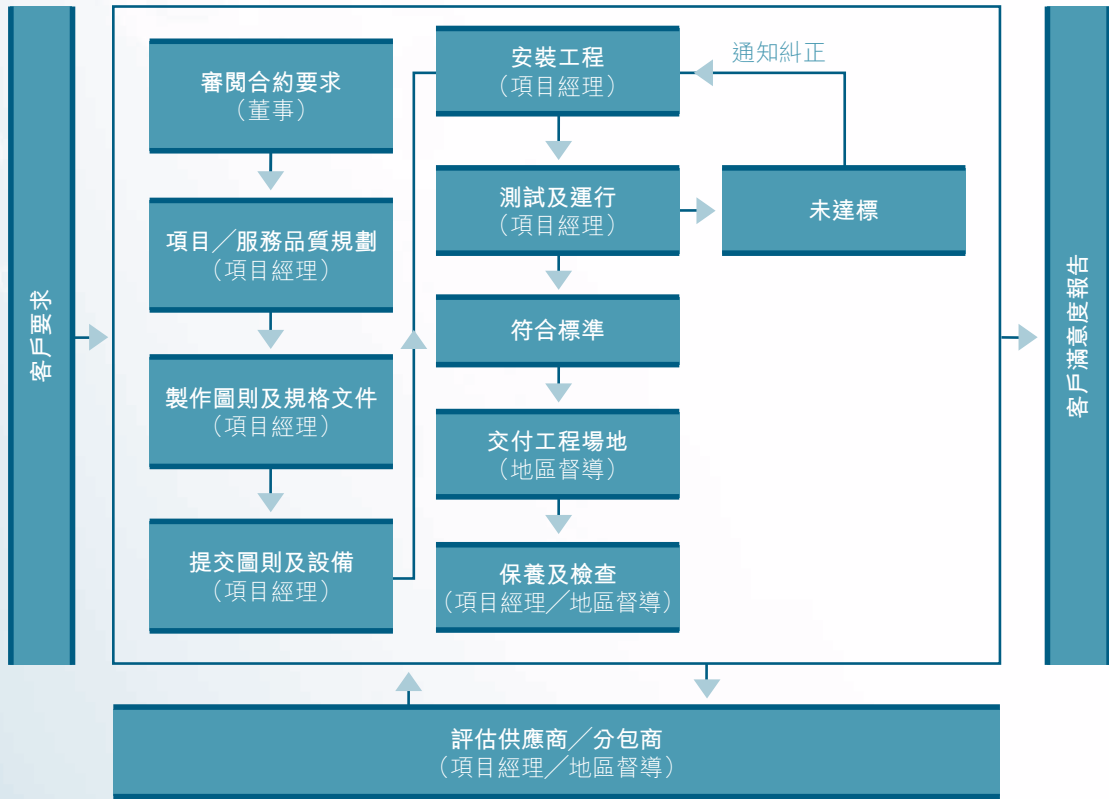 客戶要求
審閱合約要求
（董事）
項目／服務品質規劃
（項目經理）
製作圖則及規格文件
（項目經理）
提交圖則及設備
（項目經理）
安裝工程
（項目經理）
通知糾正
測試及運行
（項目經理）
未達標
符合標準
交付工程場地
（地區督導）
保養及檢查
（項目經理／地區督導）
客戶滿意度報告
評估供應商／分包商
（項目經理／地區督導）